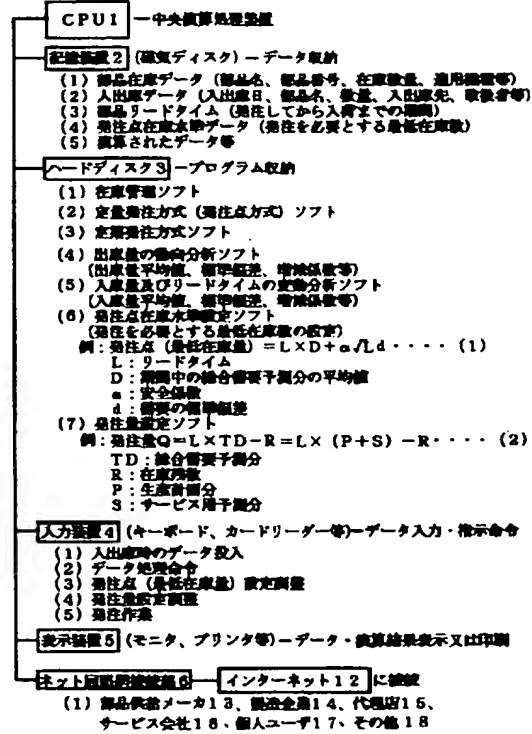 CPU1 ー中央演算処理装置
記憶装置2 (磁気ディスク) ーデータ収納
(1) 部品在庫データ (部品名、部品番号、在庫数量、適用機種等)
(2) 入出庫データ (入出庫日、部品名、数量、入出庫先、取扱者等)
(3) 部品リードタイム (発注してから入荷までの期間)
(4) 発注点在庫水準データ (発注を必要とする最低在庫数)
(5) 演算されたデータ等
ハードディスク3 ープログラム収納
(1) 在庫管理ソフト
(2) 定量発注方式 (発注点方式) ソフト
(3) 定期発注方式ソフト
(4) 出庫量の動向分析ソフト
(出庫量平均値、標準偏差、増減係数等)
(5) 入庫量及びリードタイムの変動分析ソフト
(入庫量平均値、標準偏差、増減係数等)
(6) 発注点在庫水準設定ソフト
(発注を必要とする最低在庫数の設定)
例：発注点 (最低在庫量) ＝L×D＋α√Ld ‥‥ (1)
L：リードタイム
D：期間中の総合需要予測分の平均値
α：安全係数
d：需要の標準偏差
(7) 発注量設定ソフト
例：発注量Q＝L×TD－R＝L× (P＋S) －R‥‥ (2)
TD：総合需要予測分
R：在庫残数
P：生産計画分
S：サービス用予測分
入力装置4 (キーボード、カードリーダー等)ーデータ入力・指示命令
(1) 入出庫時のデータ投入
(2) データ処理命令
(3) 発注点 (最低在庫量) 設定調整
(4) 発注量設定調整
(5) 発注作業
表示装置5 (モニタ、プリンタ等) ーデータ・演算結果表示又は印刷
ネット回路網接続部6 インターネット12 に接続
(1) 部品供給メーカ13、製造企業14、代理店15、
サービス会社16、個人ユーザ17、その他18